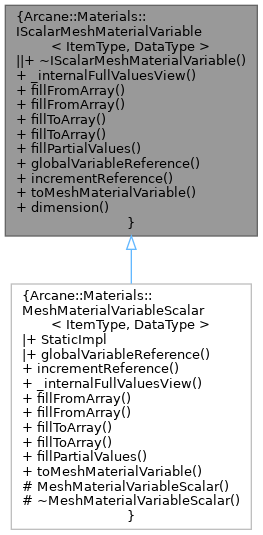 {Arcane::Materials::
IScalarMeshMaterialVariable
< ItemType, DataType >
||+ ~IScalarMeshMaterialVariable()
+ _internalFullValuesView()
+ fillFromArray()
+ fillFromArray()
+ fillToArray()
+ fillToArray()
+ fillPartialValues()
+ globalVariableReference()
+ incrementReference()
+ toMeshMaterialVariable()
+ dimension()
}
{Arcane::Materials::
MeshMaterialVariableScalar
< ItemType, DataType >
|+ StaticImpl
|+ globalVariableReference()
+ incrementReference()
+ _internalFullValuesView()
+ fillFromArray()
+ fillFromArray()
+ fillToArray()
+ fillToArray()
+ fillPartialValues()
+ toMeshMaterialVariable()
# MeshMaterialVariableScalar()
# ~MeshMaterialVariableScalar()
}